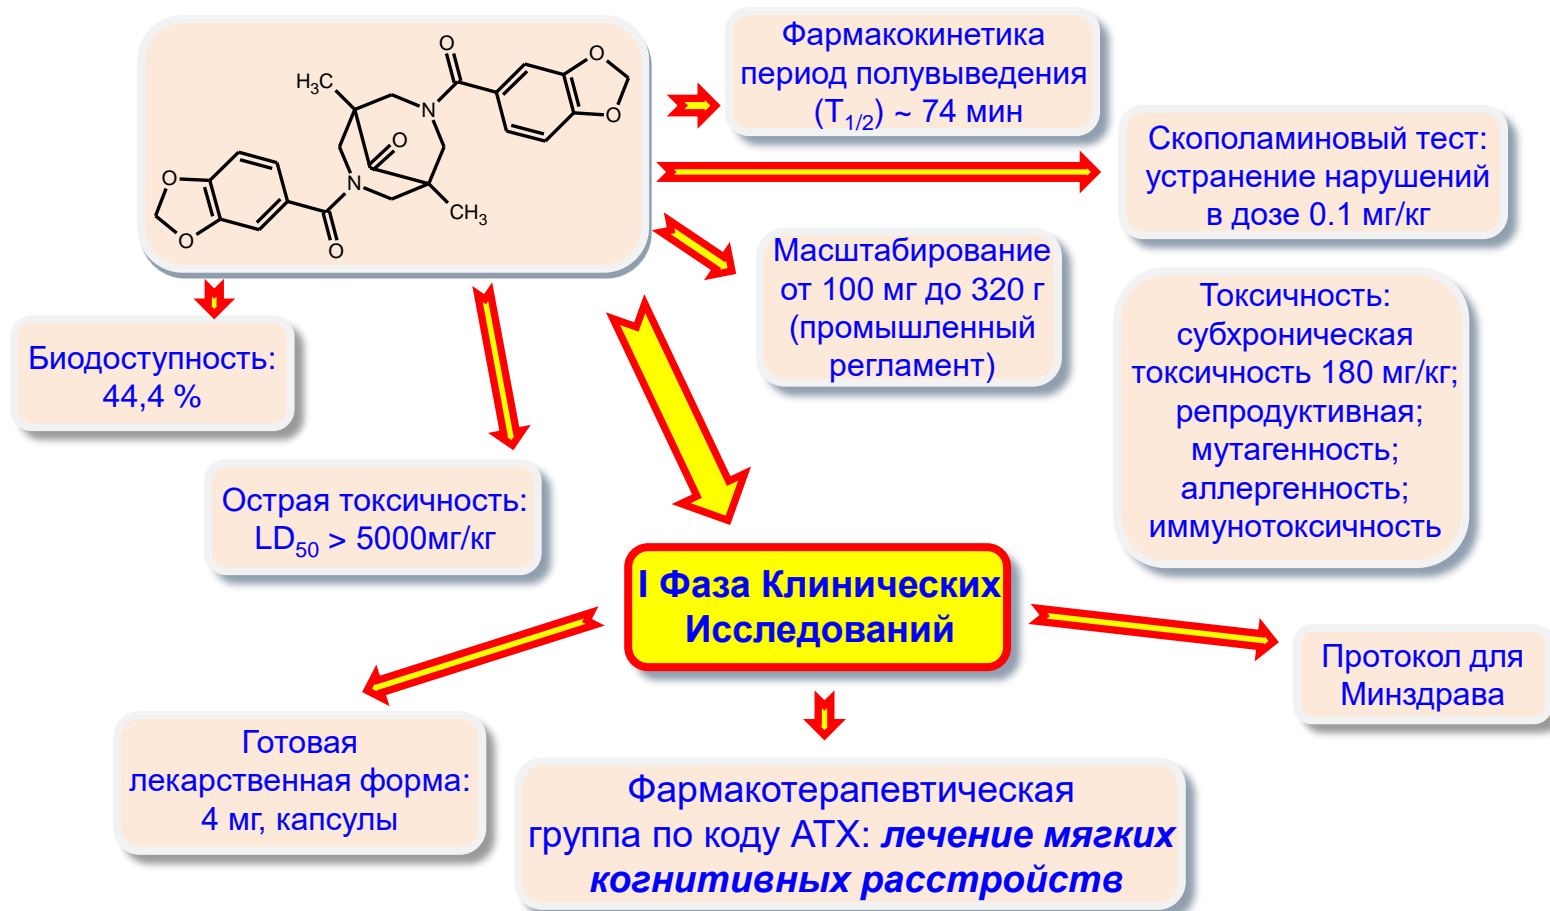 H3C
O
N
O
O
O
N
CH3
O
O
O
Фармакокинетика
период полувыведения
(T1/2) ~ 74 мин
Скополаминовый тест:
устранение нарушений
в дозе 0.1 мг/кг
Масштабирование
от 100 мг до 320 г
(промышленный
регламент)
Токсичность:
субхроническая
токсичность 180 мг/кг;
репродуктивная;
мутагенность;
аллергенность;
иммунотоксичность
Биодоступность:
44,4 %
Острая токсичность:
LD50 > 5000мг/кг
I Фаза Клинических
Исследований
Протокол для
Минздрава
Готовая
лекарственная форма:
4 мг, капсулы
Фармакотерапевтическая
группа по коду АТХ: лечение мягких
когнитивных расстройств